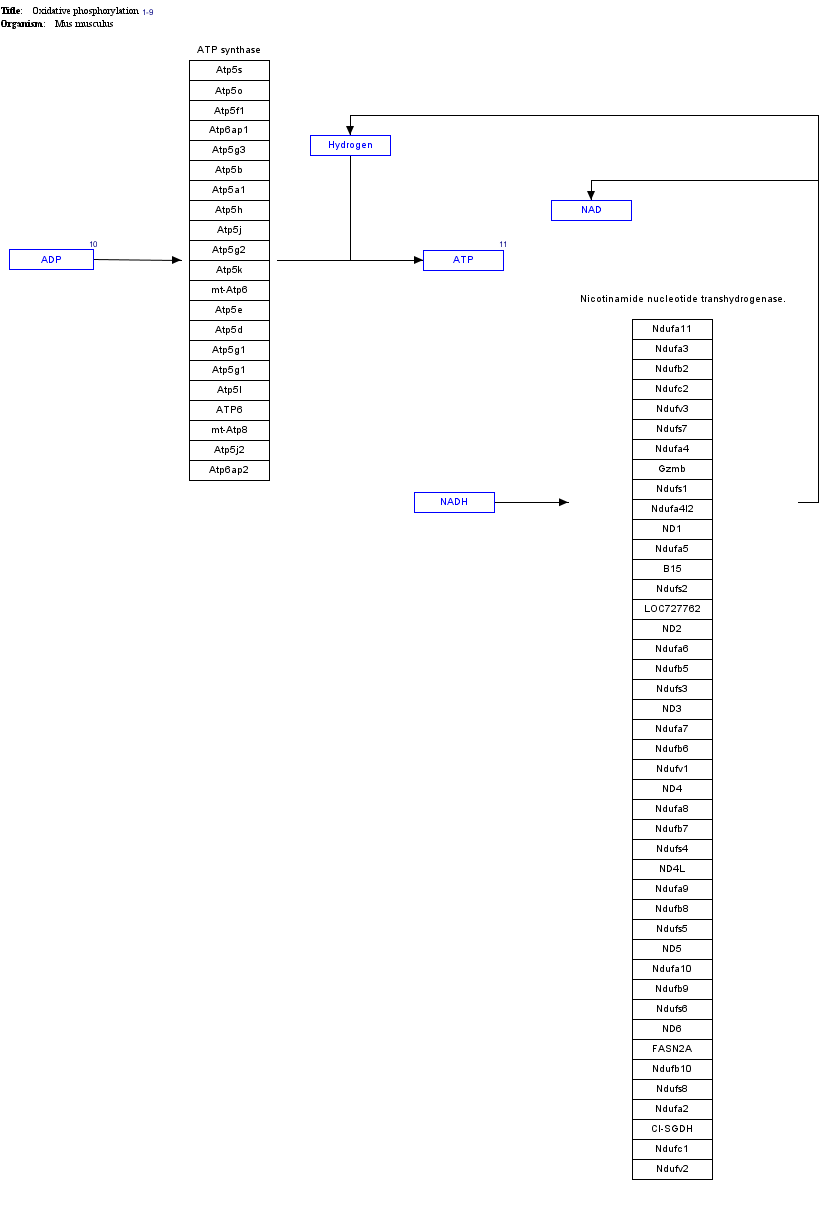 Title: Oxidative phosphorylation 1-9
Organism: Mus musculus
ATP synthase
Atp5s
Atp5o
Atp5f1
Atp6ap1
Atp5g3
Atp5b
Atp5a1
Atp5h
Atp5j
Atp5g2
Atp5k
mt-Atp6
Atp5e
Atp5d
Atp5g1
Atp5g1
Atp5l
ATP6
mt-Atp8
Atp5j2
Atp6ap2
Hydrogen
NAD
10
ADP
11
ATP
NADH
Nicotinamide nucleotide transhydrogenase.
Ndufa11
Ndufa3
Ndufb2
Ndufc2
Ndufv3
Ndufs7
Ndufa4
Gzmb
Ndufs1
Ndufa4l2
ND1
Ndufa5
B15
Ndufs2
LOC727762
ND2
Ndufa6
Ndufb5
Ndufs3
ND3
Ndufa7
Ndufb6
Ndufv1
ND4
Ndufa8
Ndufb7
Ndufs4
ND4L
Ndufa9
Ndufb8
Ndufs5
ND5
Ndufa10
Ndufb9
Ndufs6
ND6
FASN2A
Ndufb10
Ndufs8
Ndufa2
CI-SGDH
Ndufc1
Ndufv2